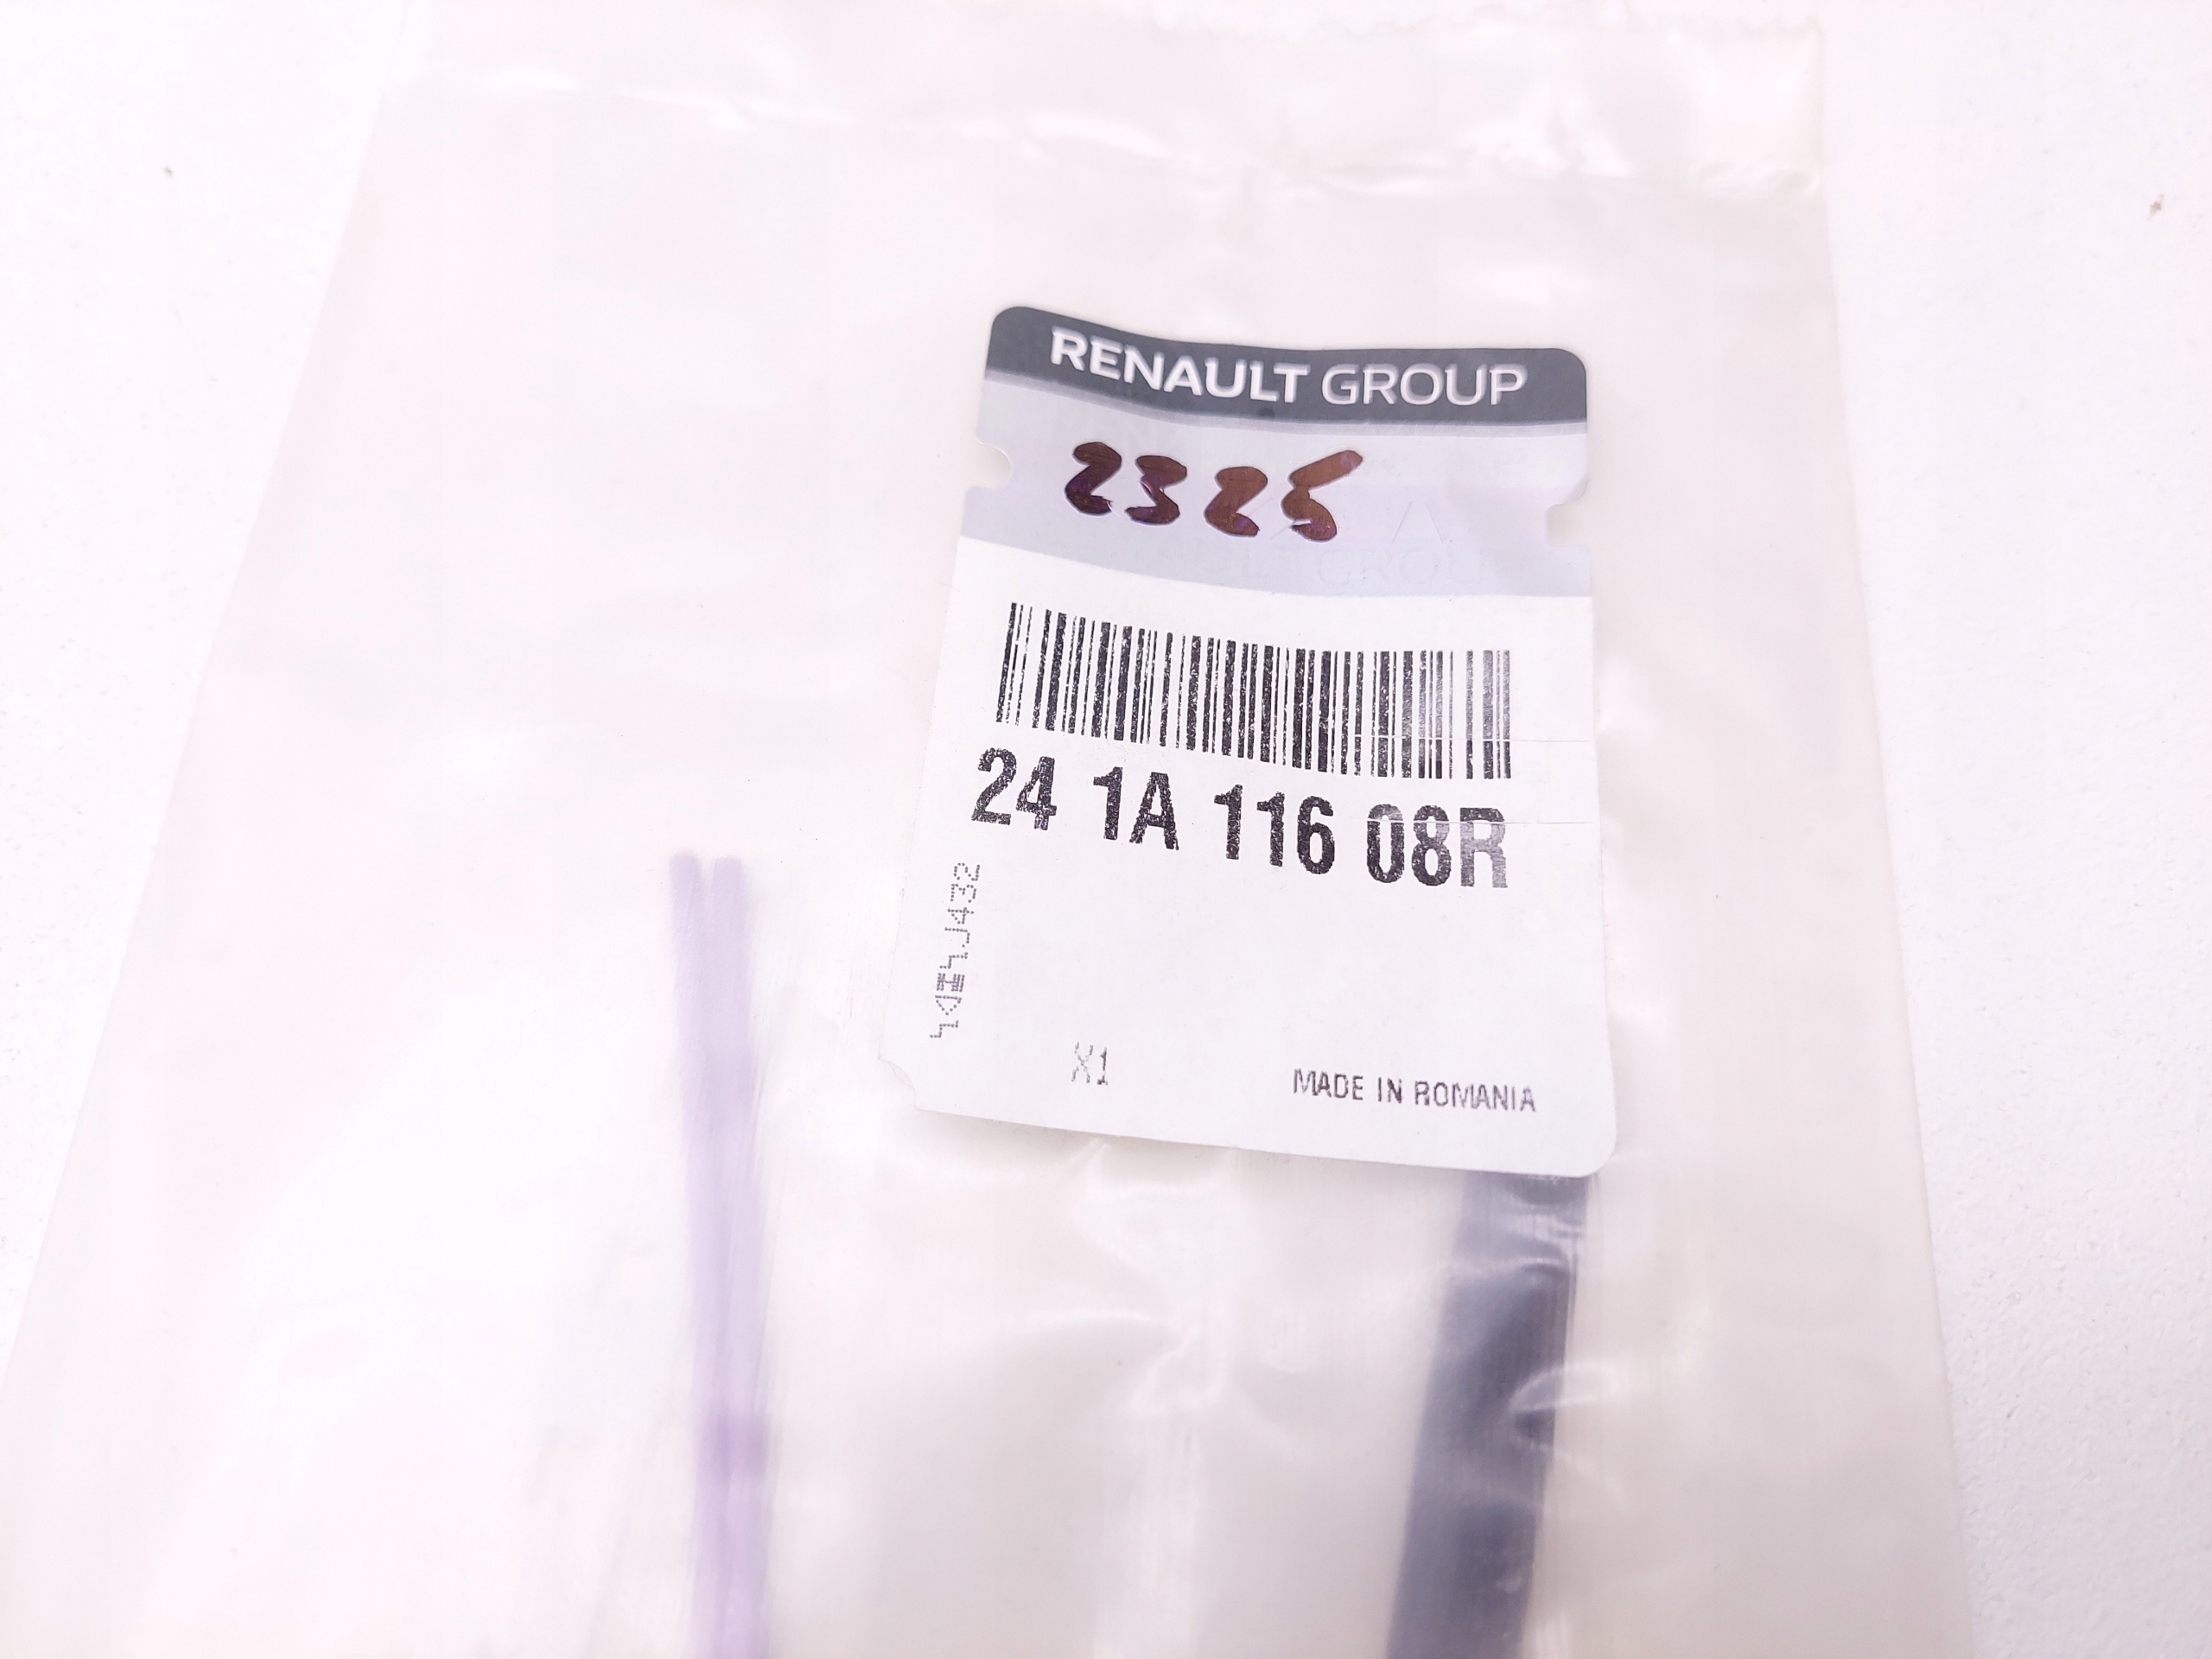 RENAULT GROUP
2325
24 1A 116 08R
X1
MADE IN ROMANIA